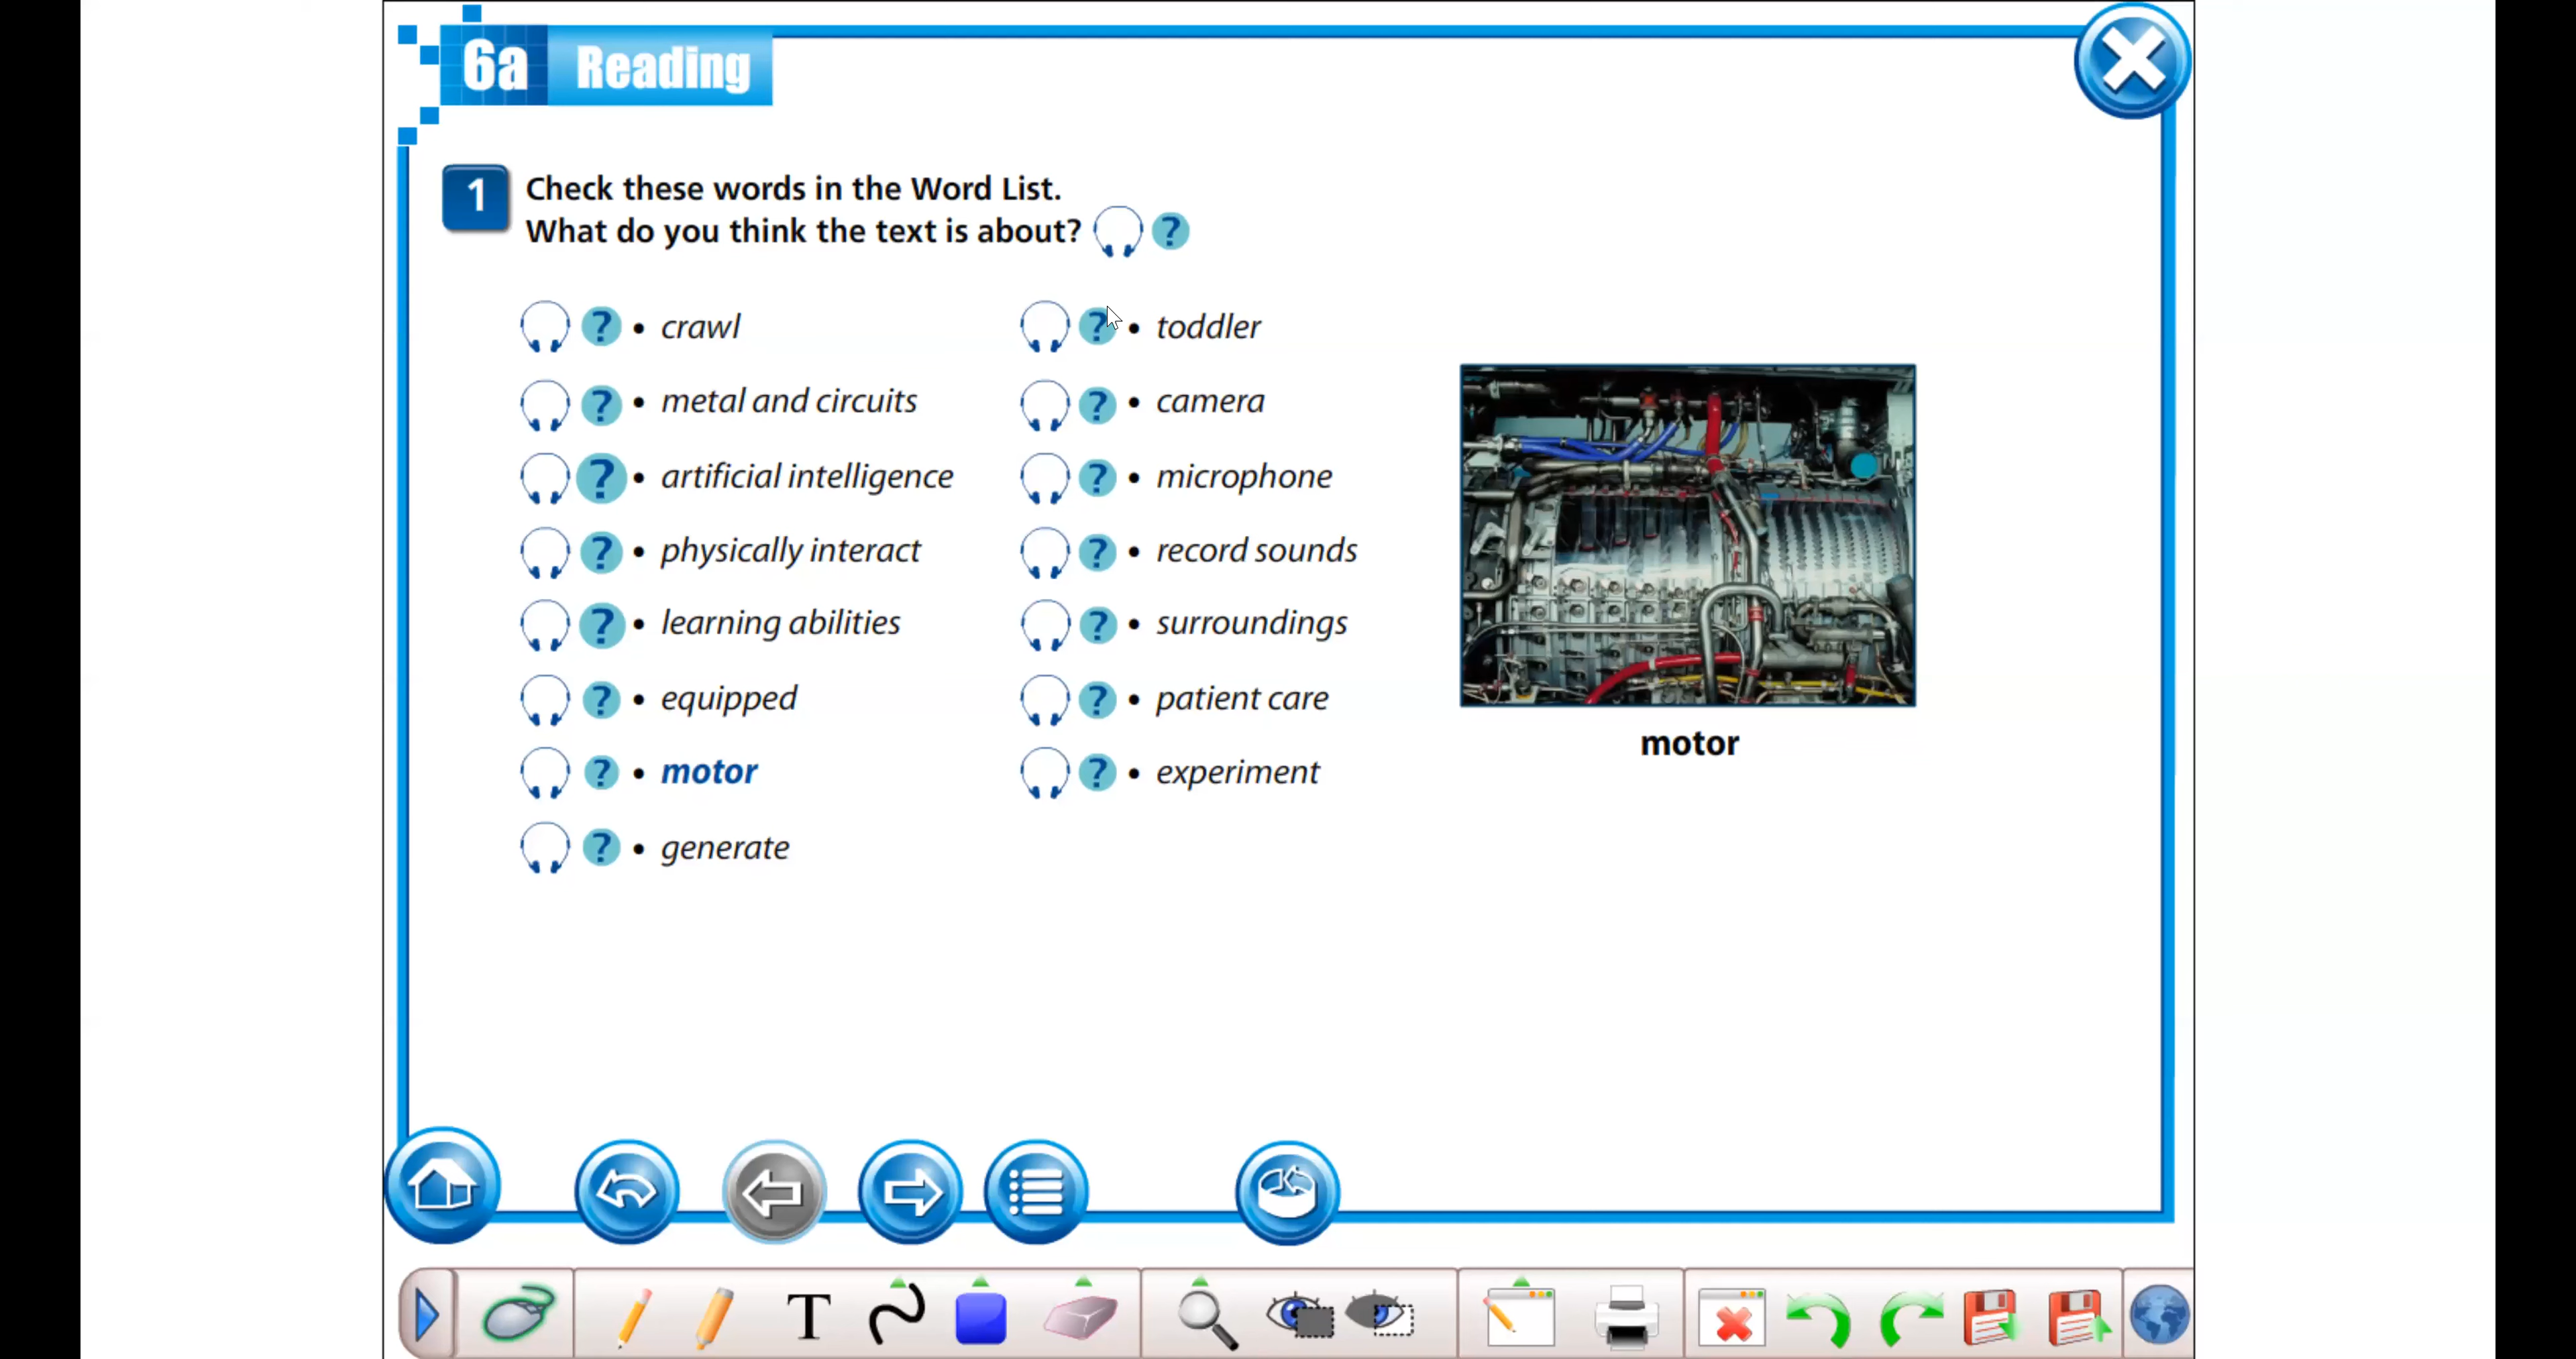 6a Reading
1 Check these words in the Word List.
What do you think the text is about? ?
? • crawl
? • metal and circuits
? • artificial intelligence
? • physically interact
? • learning abilities
? • equipped
? • motor
? • generate
? • toddler
? • camera
? • microphone
? • record sounds
? • surroundings
? • patient care
? • experiment
motor
T